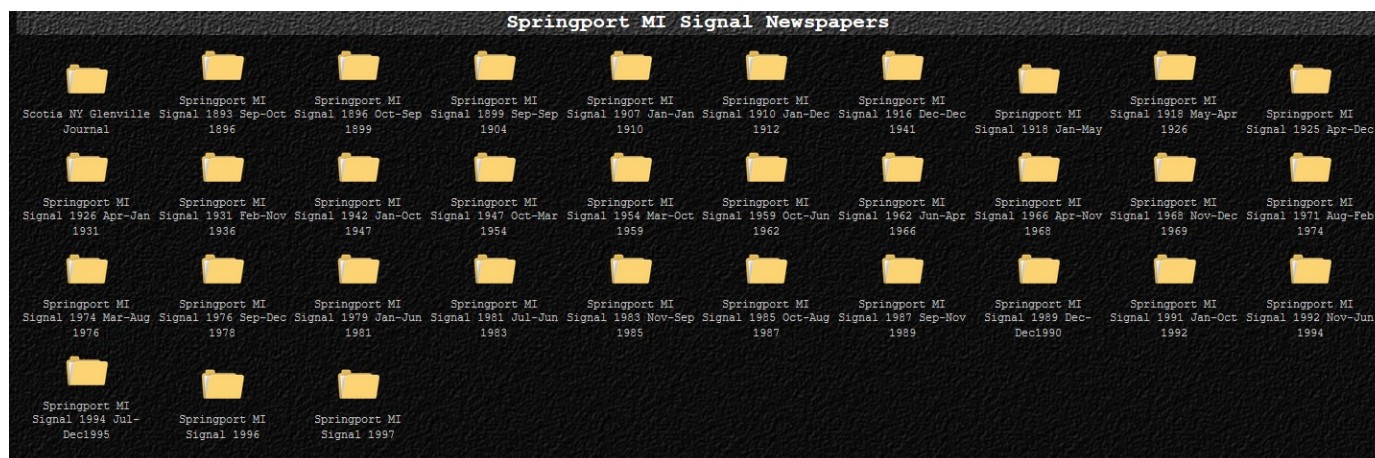 Springport MI Signal Newspapers
Scotia NY Glenville
Journal
Springport MI
Signal 1893 Sep-Oct
1896
Springport MI
Signal 1896 Oct-Sep
1899
Springport MI
Signal 1899 Sep-Sep
1904
Springport MI
Signal 1907 Jan-Jan
1910
Springport MI
Signal 1910 Jan-Dec
1912
Springport MI
Signal 1916 Dec-Dec
1941
Springport MI
Signal 1918 Jan-May
Springport MI
Signal 1918 May-Apr
1926
Springport MI
Signal 1925 Apr-Dec
Springport MI
Signal 1926 Apr-Jan
1931
Springport MI
Signal 1931 Feb-Nov
1936
Springport MI
Signal 1942 Jan-Oct
1947
Springport MI
Signal 1947 Oct-Mar
1954
Springport MI
Signal 1954 Mar-Oct
1959
Springport MI
Signal 1959 Oct-Jun
1962
Springport MI
Signal 1962 Jun-Apr
1966
Springport MI
Signal 1966 Apr-Nov
1968
Springport MI
Signal 1968 Nov-Dec
1969
Springport MI
Signal 1971 Aug-Feb
1974
Springport MI
Signal 1974 Mar-Aug
1976
Springport MI
Signal 1976 Sep-Dec
1978
Springport MI
Signal 1979 Jan-Jun
1981
Springport MI
Signal 1981 Jul-Jun
1983
Springport MI
Signal 1983 Nov-Sep
1985
Springport MI
Signal 1985 Oct-Aug
1987
Springport MI
Signal 1987 Sep-Nov
1989
Springport MI
Signal 1989 Dec-
Dec1990
Springport MI
Signal 1991 Jan-Oct
1992
Springport MI
Signal 1992 Nov-Jun
1994
Springport MI
Signal 1994 Jul-
Dec1995
Springport MI
Signal 1996
Springport MI
Signal 1997